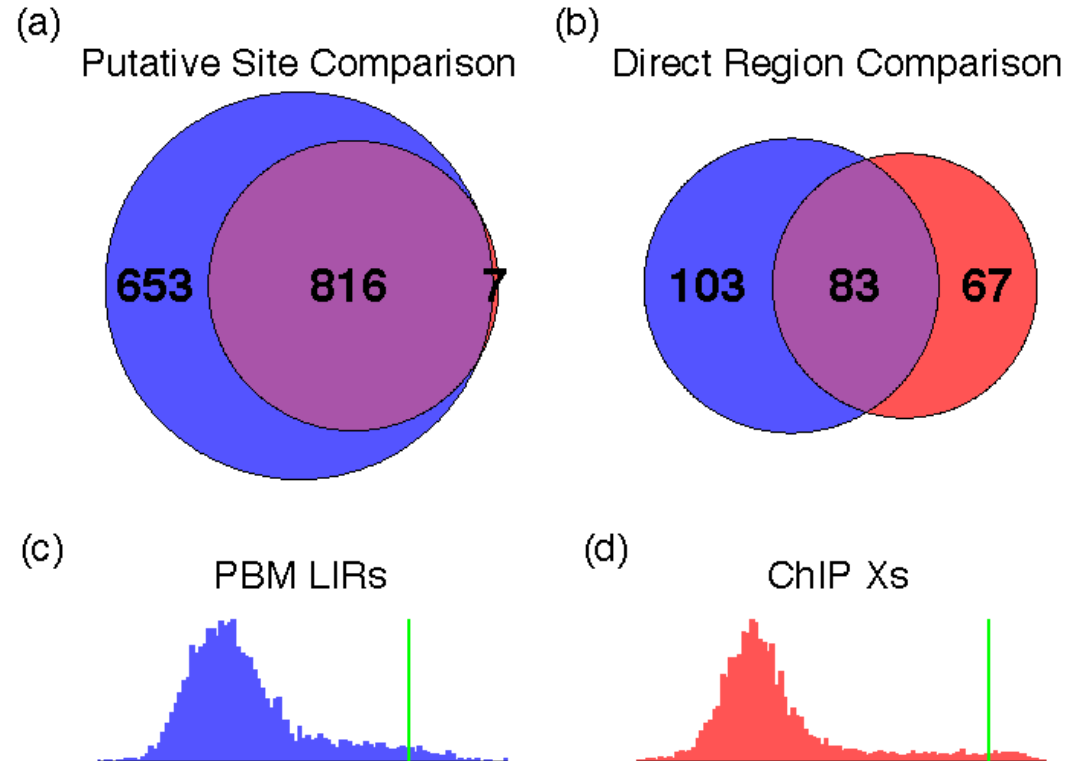 (a)
Putative Site Comparison
653 816 7
(b)
Direct Region Comparison
103 83 67
(c)
PBM LIRs
(d)
ChIP Xs